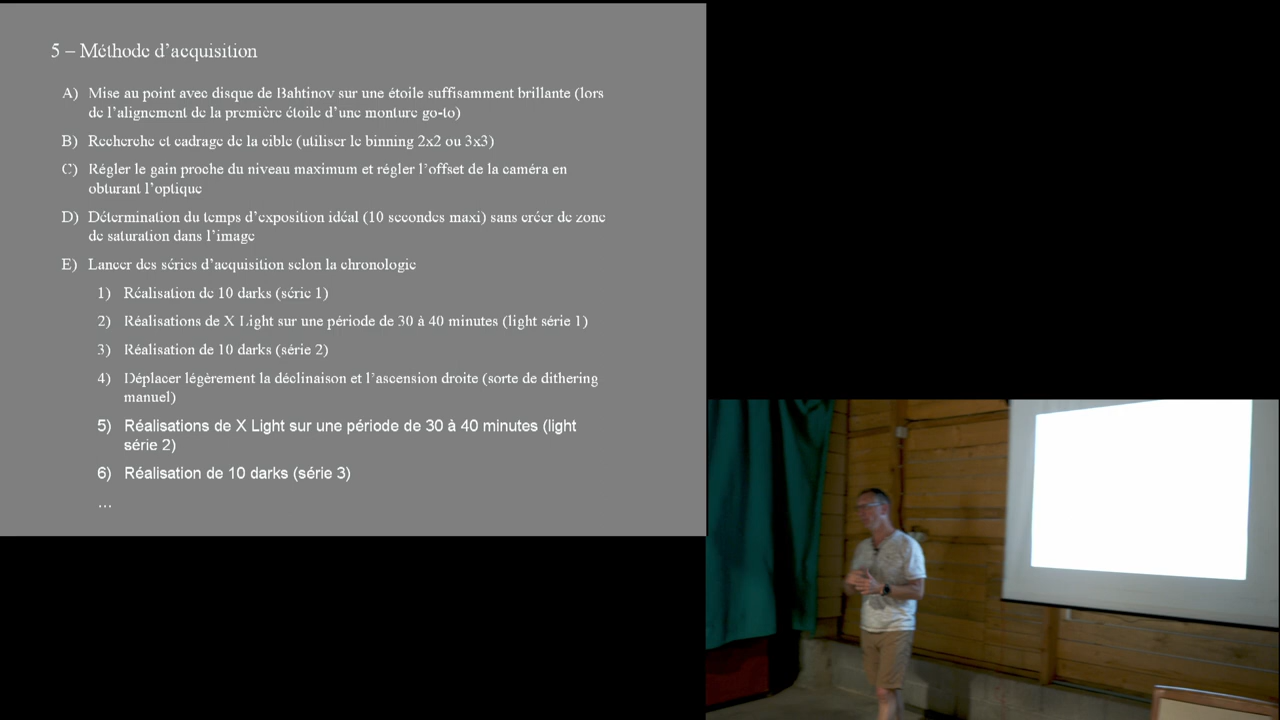 5 – Méthode d'acquisition
A) Mise au point avec disque de Bahtinov sur une étoile suffisamment brillante (lors
de l'alignement de la première étoile d'une monture go-to)
B) Recherche et cadrage de la cible (utiliser le binning 2x2 ou 3x3)
C) Régler le gain proche du niveau maximum et régler l'offset de la caméra en
obturant l'optique
D) Détermination du temps d'exposition idéal (10 secondes maxi) sans créer de zone
de saturation dans l'image
E) Lancer des séries d'acquisition selon la chronologie
1) Réalisation de 10 darks (série 1)
2) Réalisations de X Light sur une période de 30 à 40 minutes (light série 1)
3) Réalisation de 10 darks (série 2)
4) Déplacer légèrement la déclinaison et l'ascension droite (sorte de dithering
manuel)
5) Réalisations de X Light sur une période de 30 à 40 minutes (light
série 2)
6) Réalisation de 10 darks (série 3)
…